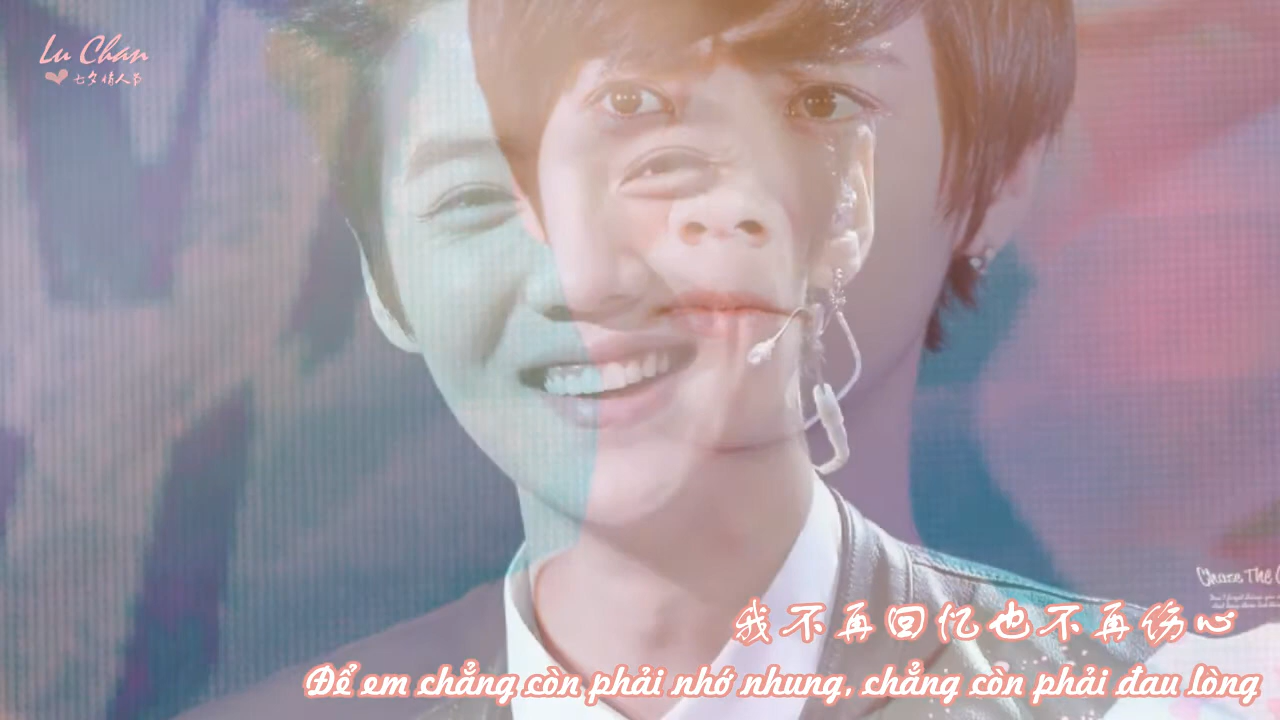 Lu Chan
❤ 七夕情人节
Chase The
我不再回忆也不再伤心
Để em chẳng còn phải nhớ nhung, chẳng còn phải đau lòng